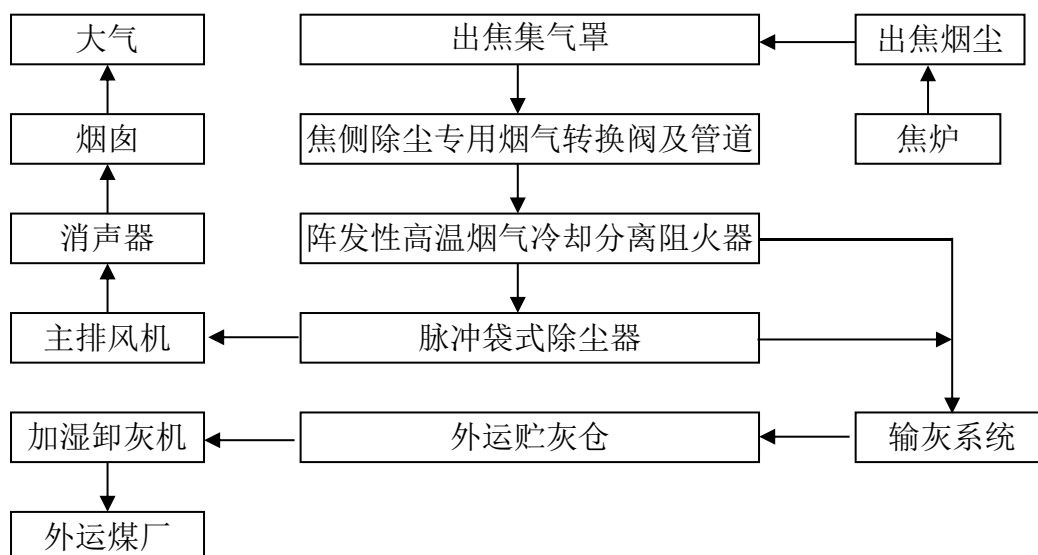 大气
出焦集气罩
出焦烟尘
烟囱
焦侧除尘专用烟气转换阀及管道
焦炉
消声器
阵发性高温烟气冷却分离阻火器
主排风机
脉冲袋式除尘器
加湿卸灰机
外运贮灰仓
输灰系统
外运煤厂